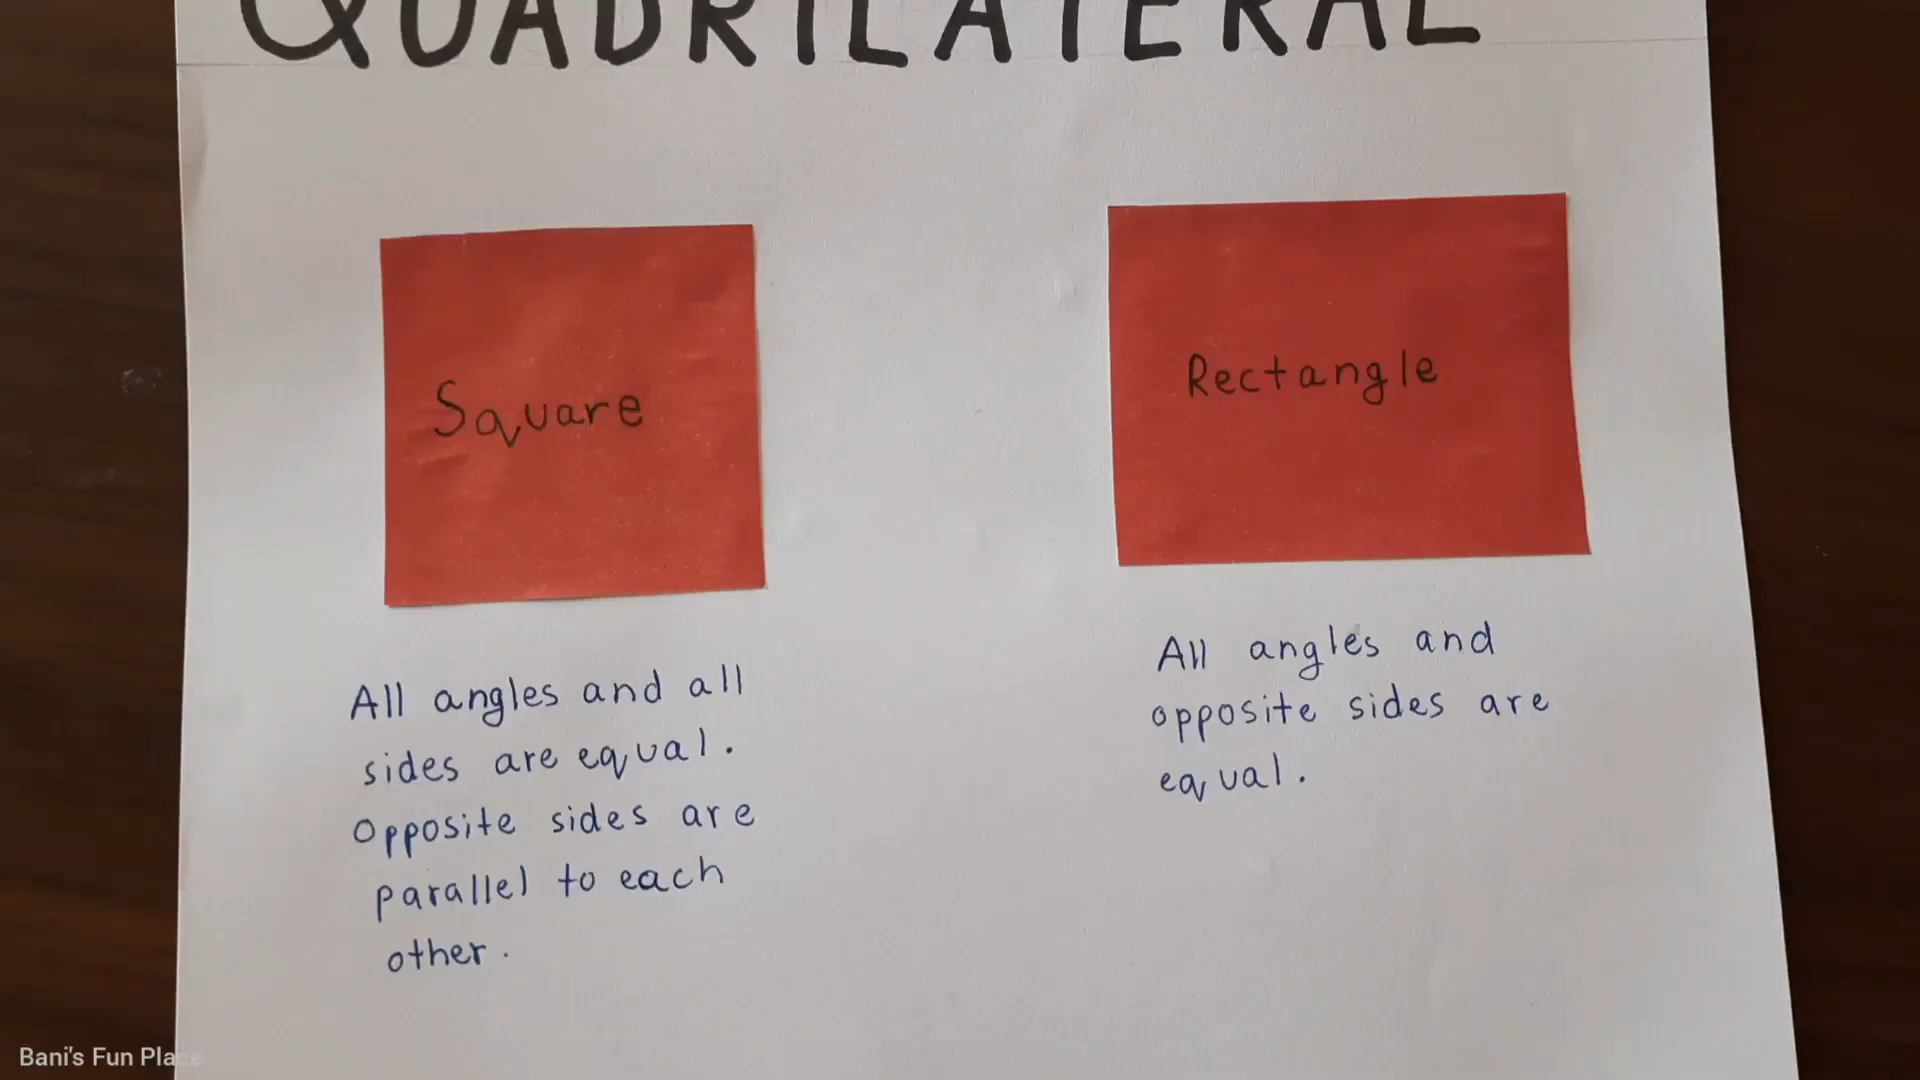 QUADRILATERAL
Square
All angles and all
sides are equal.
Opposite sides are
parallel to each
other.
Rectangle
All angles and
opposite sides are
equal.
Bani's Fun Place